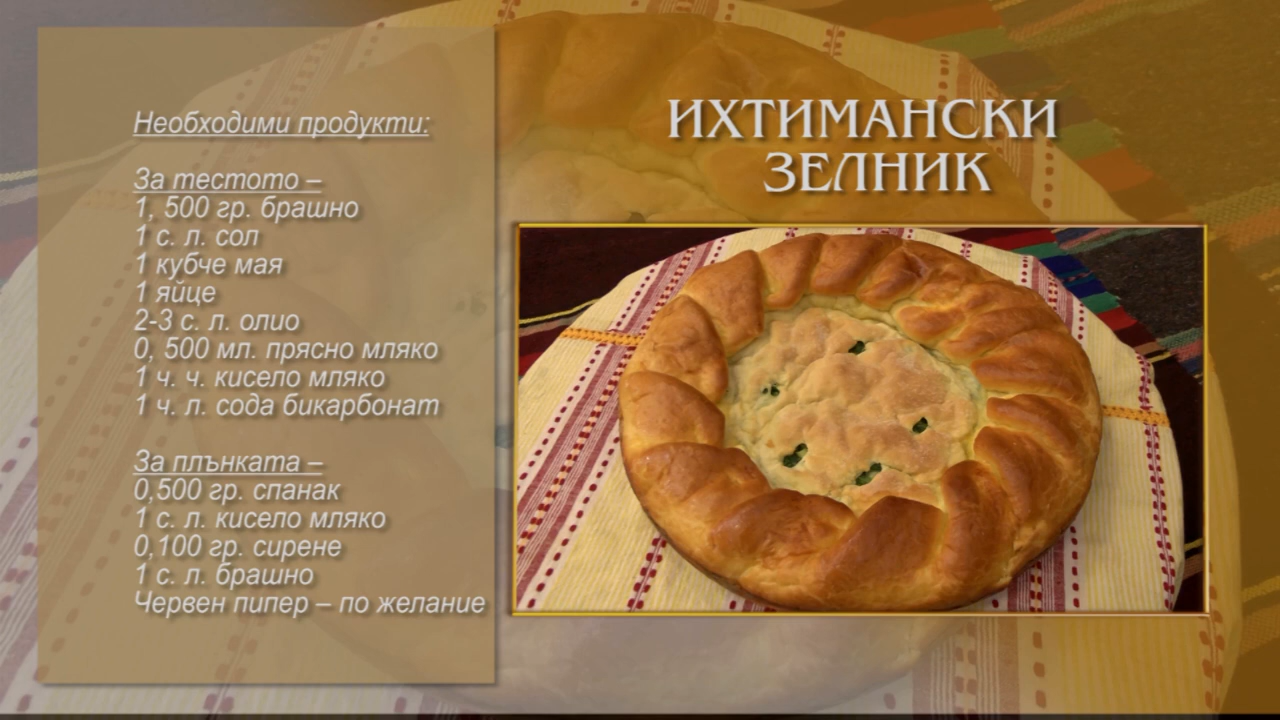 ИХТИМАНСКИ
ЗЕЛНИК
Необходими продукти:
За тестото –
1, 500 гр. брашно
1 с. л. сол
1 кубче мая
1 яйце
2-3 с. л. олио
0, 500 мл. прясно мляко
1 ч. ч. кисело мляко
1 ч. л. сода бикарбонат
За плънката –
0,500 гр. спанак
1 с. л. кисело мляко
0,100 гр. сирене
1 с. л. брашно
Червен пипер – по желание